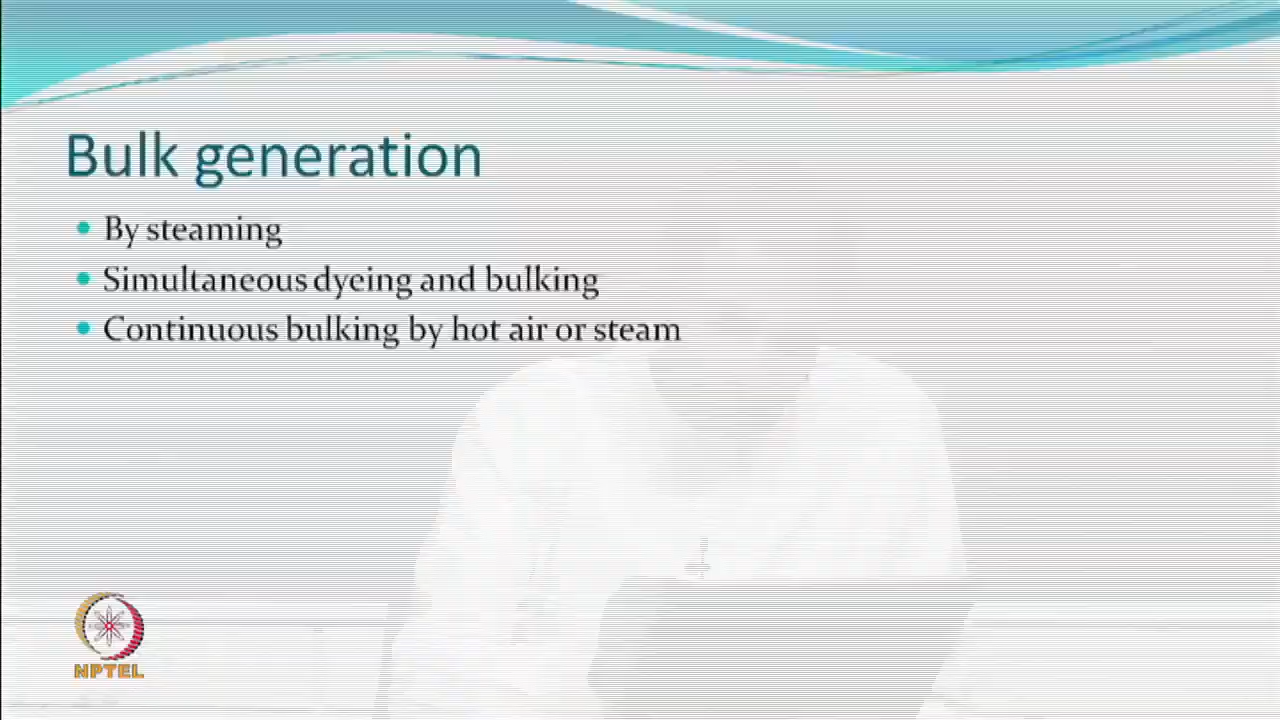 Bulk generation
By steaming
Simultaneous dyeing and bulking
Continuous bulking by hot air or steam
NPTEL